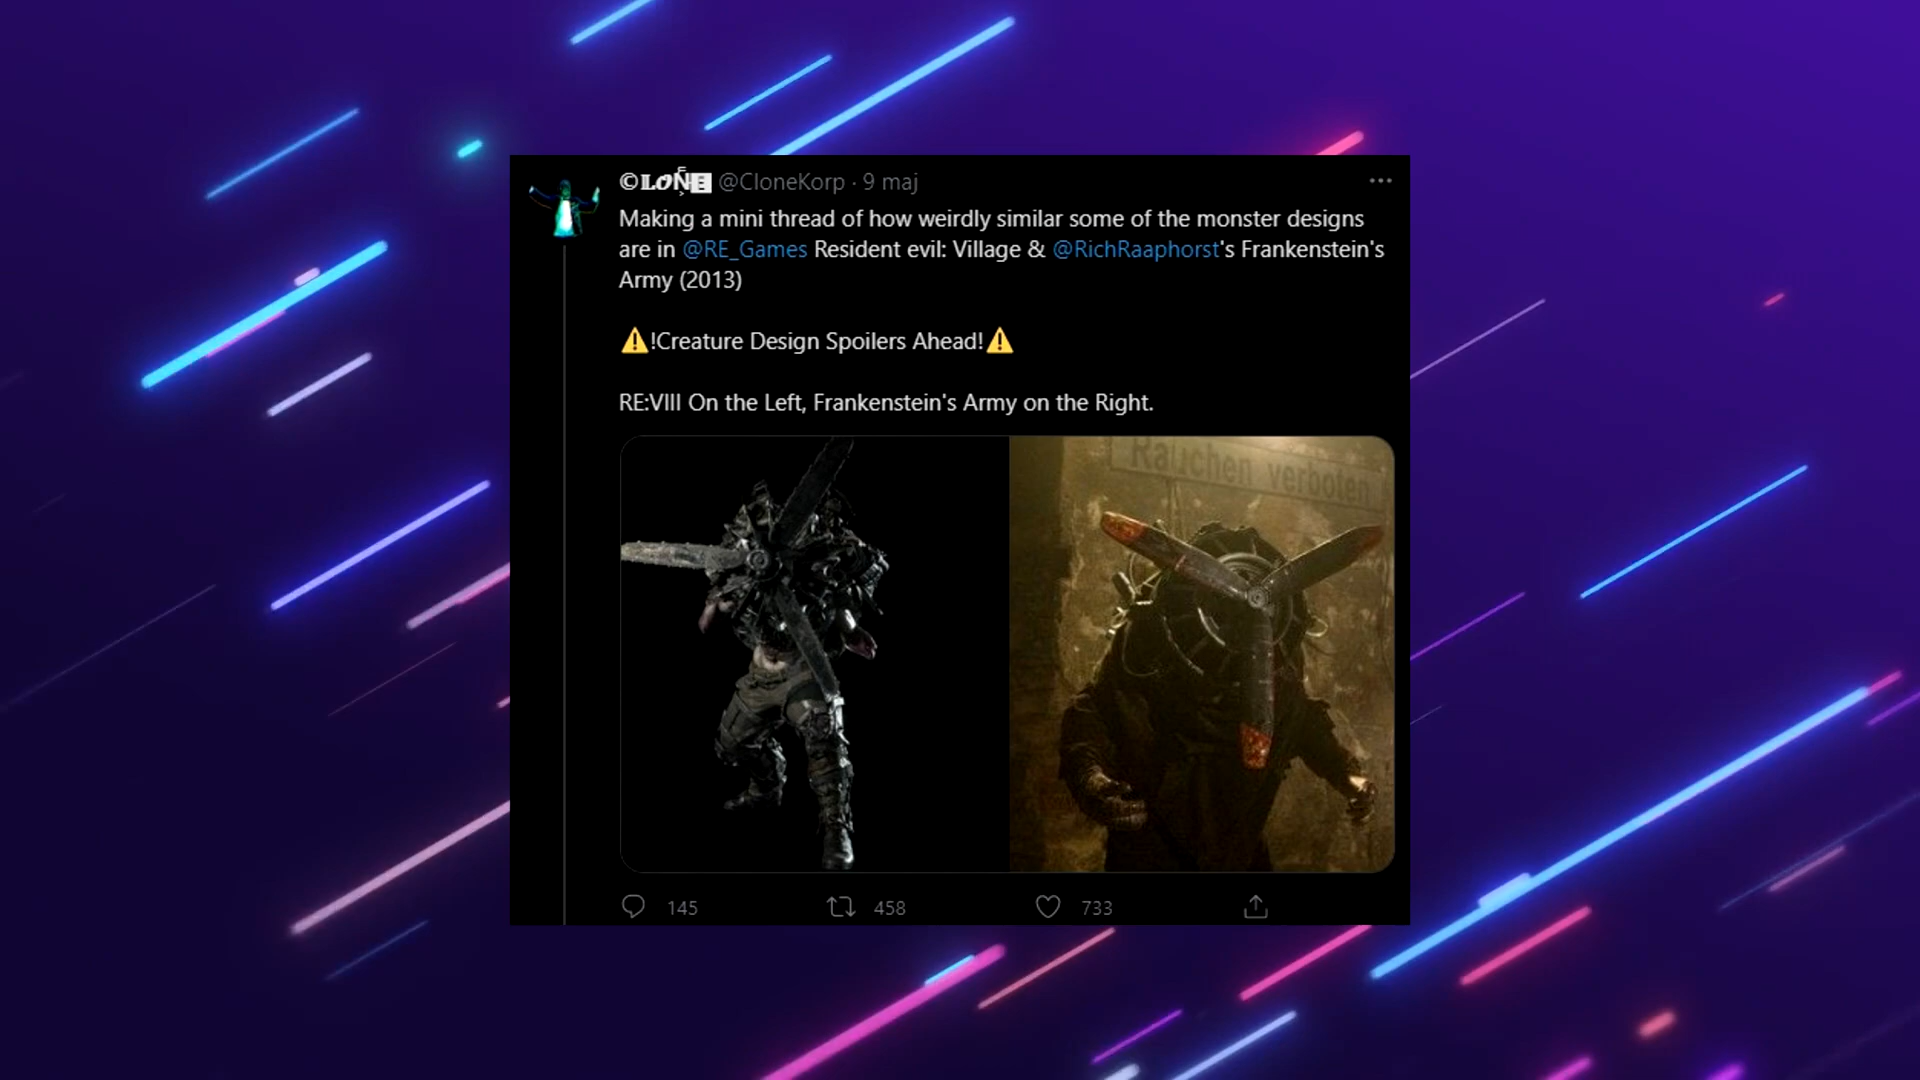 ©𝕃𝑶Ņ🄴 @CloneKorp · 9 maj
Making a mini thread of how weirdly similar some of the monster designs
are in @RE_Games Resident evil: Village & @RichRaaphorst's Frankenstein's
Army (2013)
⚠️!Creature Design Spoilers Ahead!⚠️
RE:VIII On the Left, Frankenstein's Army on the Right.
Rauchen verboten
145 458 733